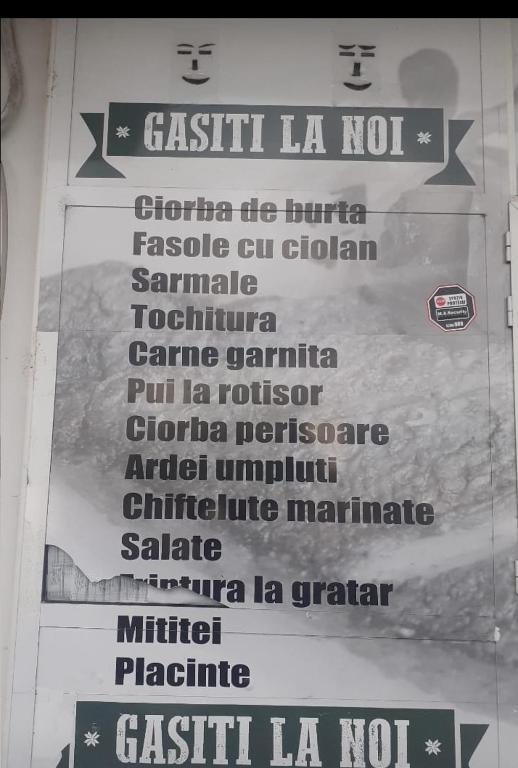 GASITI LA NOI
Ciorba de burta
Fasole cu ciolan
Sarmale
Tochitura
Carne garnita
Pui la rotisor
Ciorba perisoare
Ardei umpluti
Chiftelute marinate
Salate
la gratar
Mititei
Placinte
GASITI LA NOI